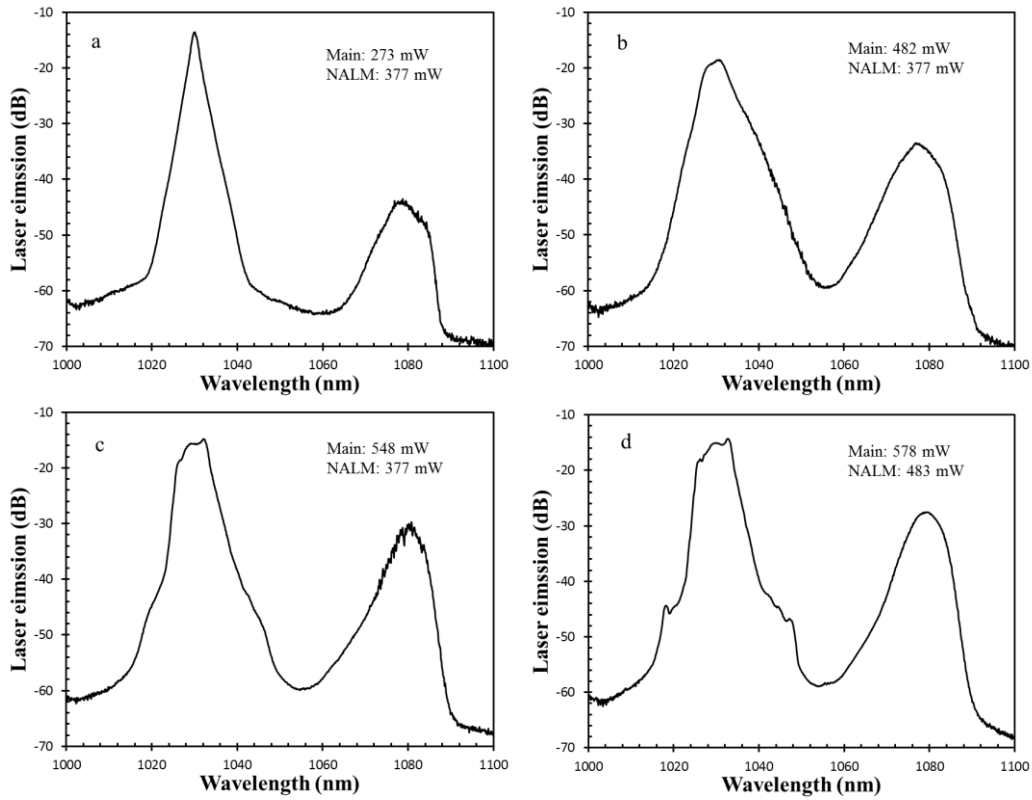 a
Main: 273 mW
NALM: 377 mW
Laser eimssion (dB)
-10
-20
-30
-40
-50
-60
-70
1000 1020 1040 1060 1080 1100
Wavelength (nm)
b
Main: 482 mW
NALM: 377 mW
Laser eimssion (dB)
-10
-20
-30
-40
-50
-60
-70
1000 1020 1040 1060 1080 1100
Wavelength (nm)
c
Main: 548 mW
NALM: 377 mW
Laser eimssion (dB)
-10
-20
-30
-40
-50
-60
-70
1000 1020 1040 1060 1080 1100
Wavelength (nm)
d
Main: 578 mW
NALM: 483 mW
Laser eimssion (dB)
-10
-20
-30
-40
-50
-60
-70
1000 1020 1040 1060 1080 1100
Wavelength (nm)